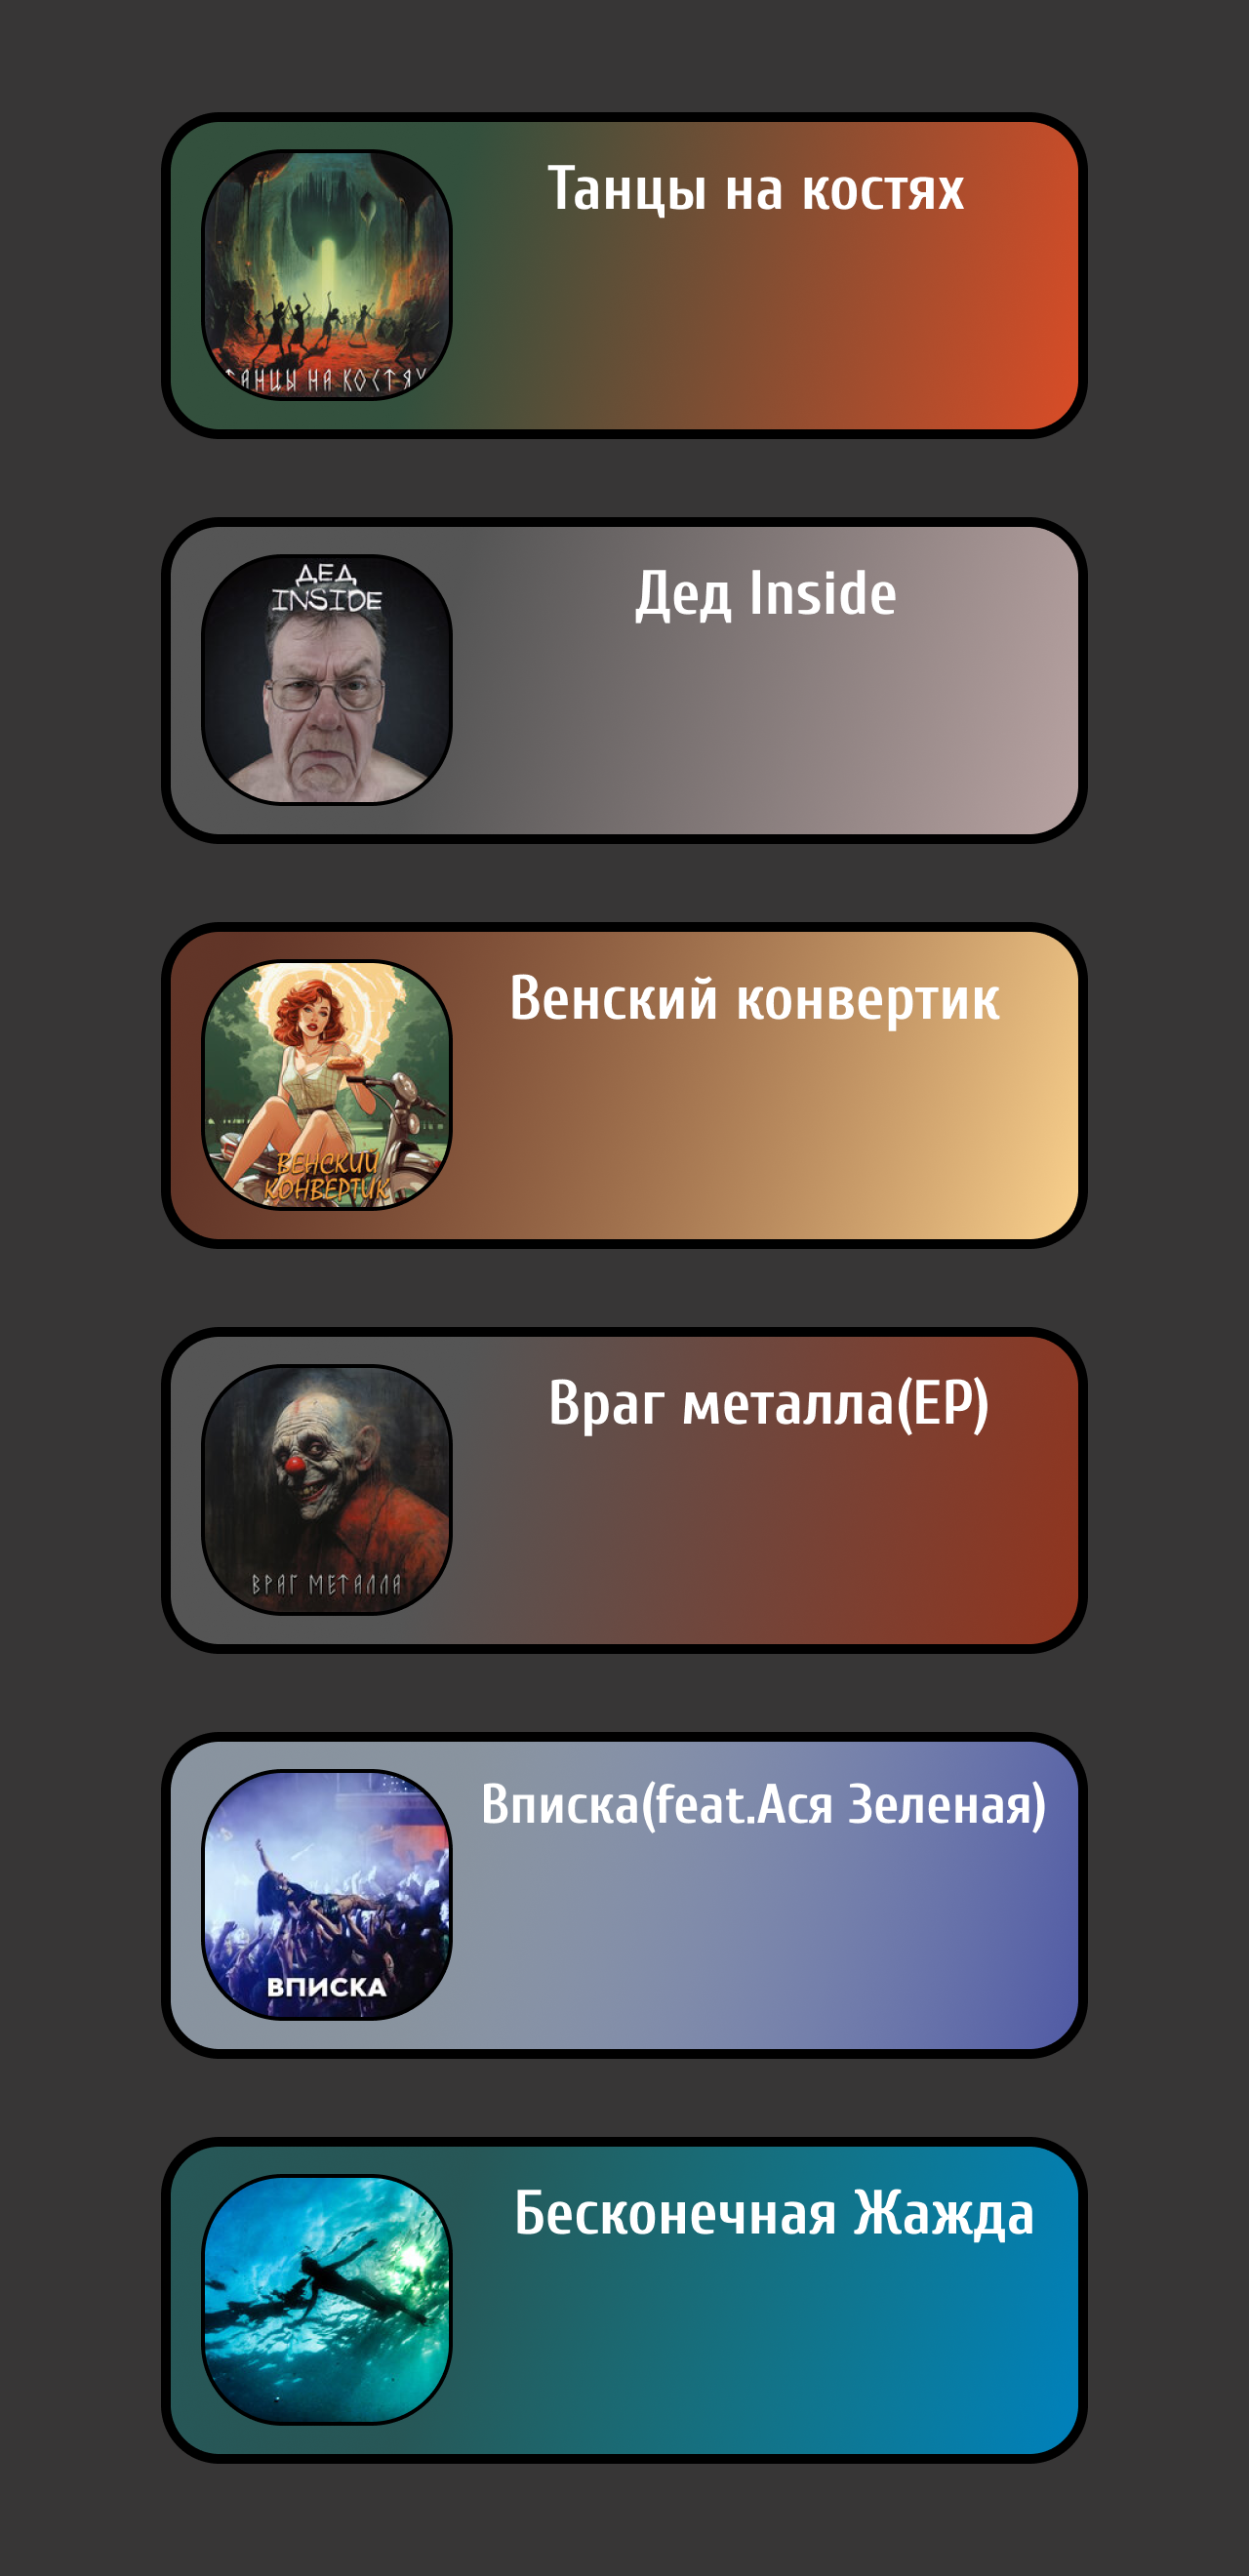 Танцы на костях
ТАНЦЫ НА КОСТЯХ
Дед Inside
ДЕД
INSIDE
Венский конвертик
ВЕНСКИЙ
КОНВЕРТИК
Враг металла(EP)
ВРАГ МЕТАЛЛА
Вписка(feat.Ася Зеленая)
ВПИСКА
Бесконечная Жажда